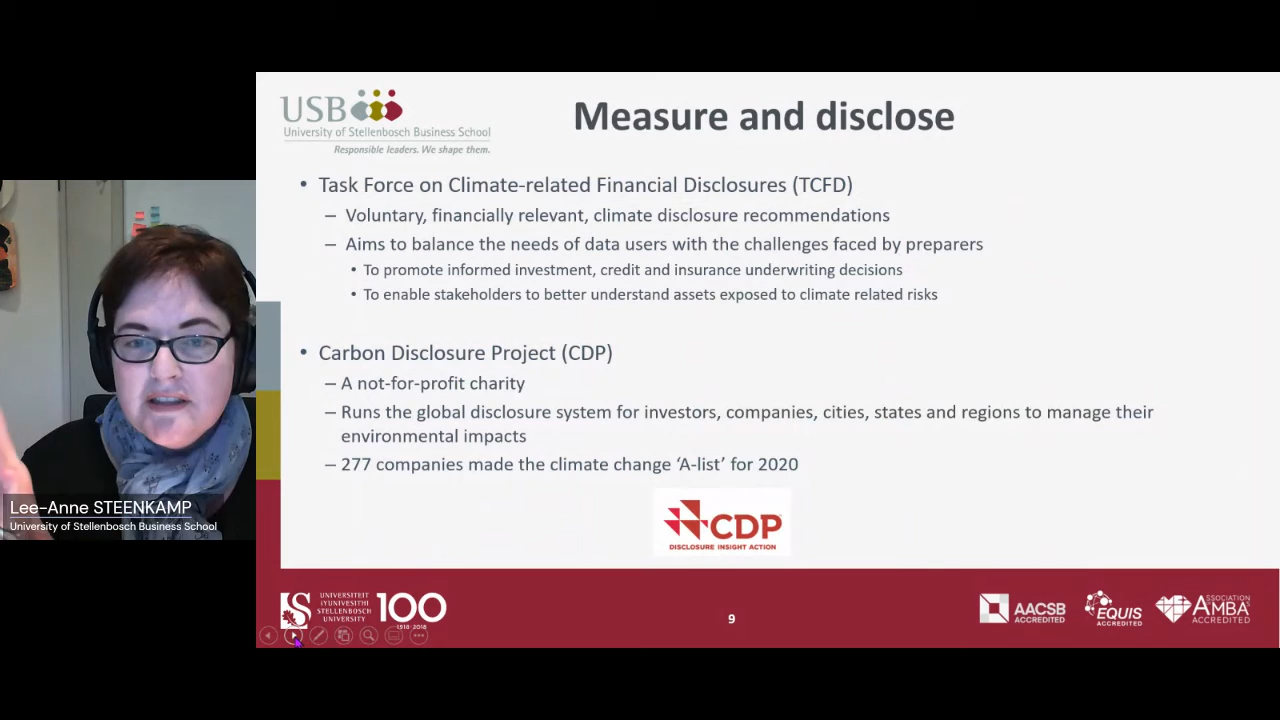 USB
University of Stellenbosch Business School
Responsible leaders. We shape them.
Measure and disclose
• Task Force on Climate-related Financial Disclosures (TCFD)
– Voluntary, financially relevant, climate disclosure recommendations
– Aims to balance the needs of data users with the challenges faced by preparers
• To promote informed investment, credit and insurance underwriting decisions
• To enable stakeholders to better understand assets exposed to climate related risks
• Carbon Disclosure Project (CDP)
– A not-for-profit charity
– Runs the global disclosure system for investors, companies, cities, states and regions to manage their
environmental impacts
– 277 companies made the climate change ‘A-list’ for 2020
CDP
DISCLOSURE INSIGHT ACTION
Lee-Anne STEENKAMP
University of Stellenbosch Business School
S
UNIVERSITEIT
IYUNIVESITHI
STELLENBOSCH
UNIVERSITY
100
1918·2018
9
AACSB
ACCREDITED
EQUIS
ACCREDITED
ASSOCIATION
AMBA
ACCREDITED